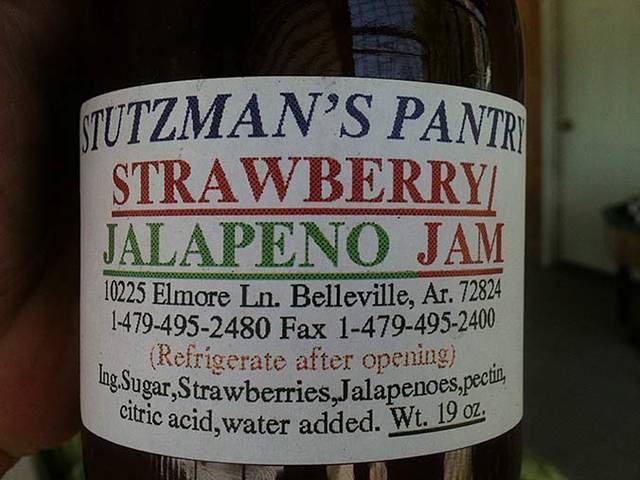 STUTZMAN'S PANTRY
STRAWBERRY/
JALAPENO JAM
10225 Elmore Ln. Belleville, Ar. 72824
1-479-495-2480 Fax 1-479-495-2400
(Refrigerate after opening)
Ing.Sugar,Strawberries,Jalapenoes,pectin,
citric acid,water added. Wt. 19 oz.